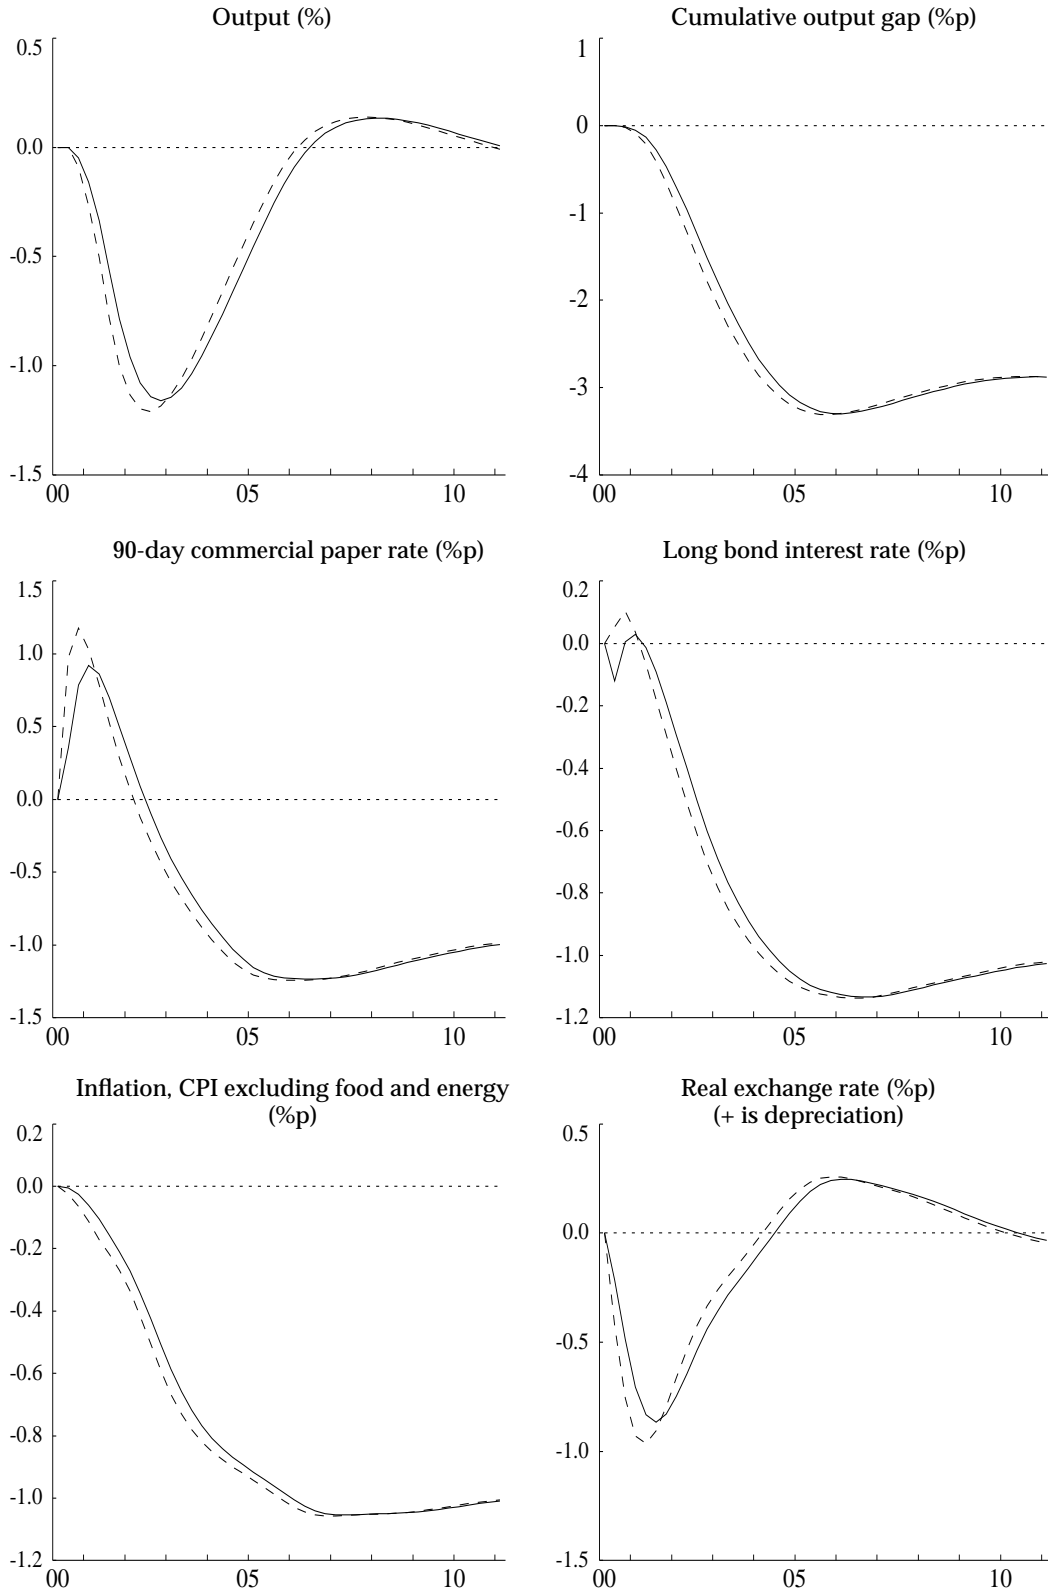 Output (%)
0.5
0.0
-0.5
-1.0
-1.5
00 05 10
Cumulative output gap (%p)
1
0
-1
-2
-3
-4
00 05 10
90-day commercial paper rate (%p)
1.5
1.0
0.5
0.0
-0.5
-1.0
-1.5
00 05 10
Long bond interest rate (%p)
0.2
0.0
-0.2
-0.4
-0.6
-0.8
-1.0
-1.2
00 05 10
Inflation, CPI excluding food and energy
(%p)
0.2
0.0
-0.2
-0.4
-0.6
-0.8
-1.0
-1.2
00 05 10
Real exchange rate (%p)
(+ is depreciation)
0.5
0.0
-0.5
-1.0
-1.5
00 05 10